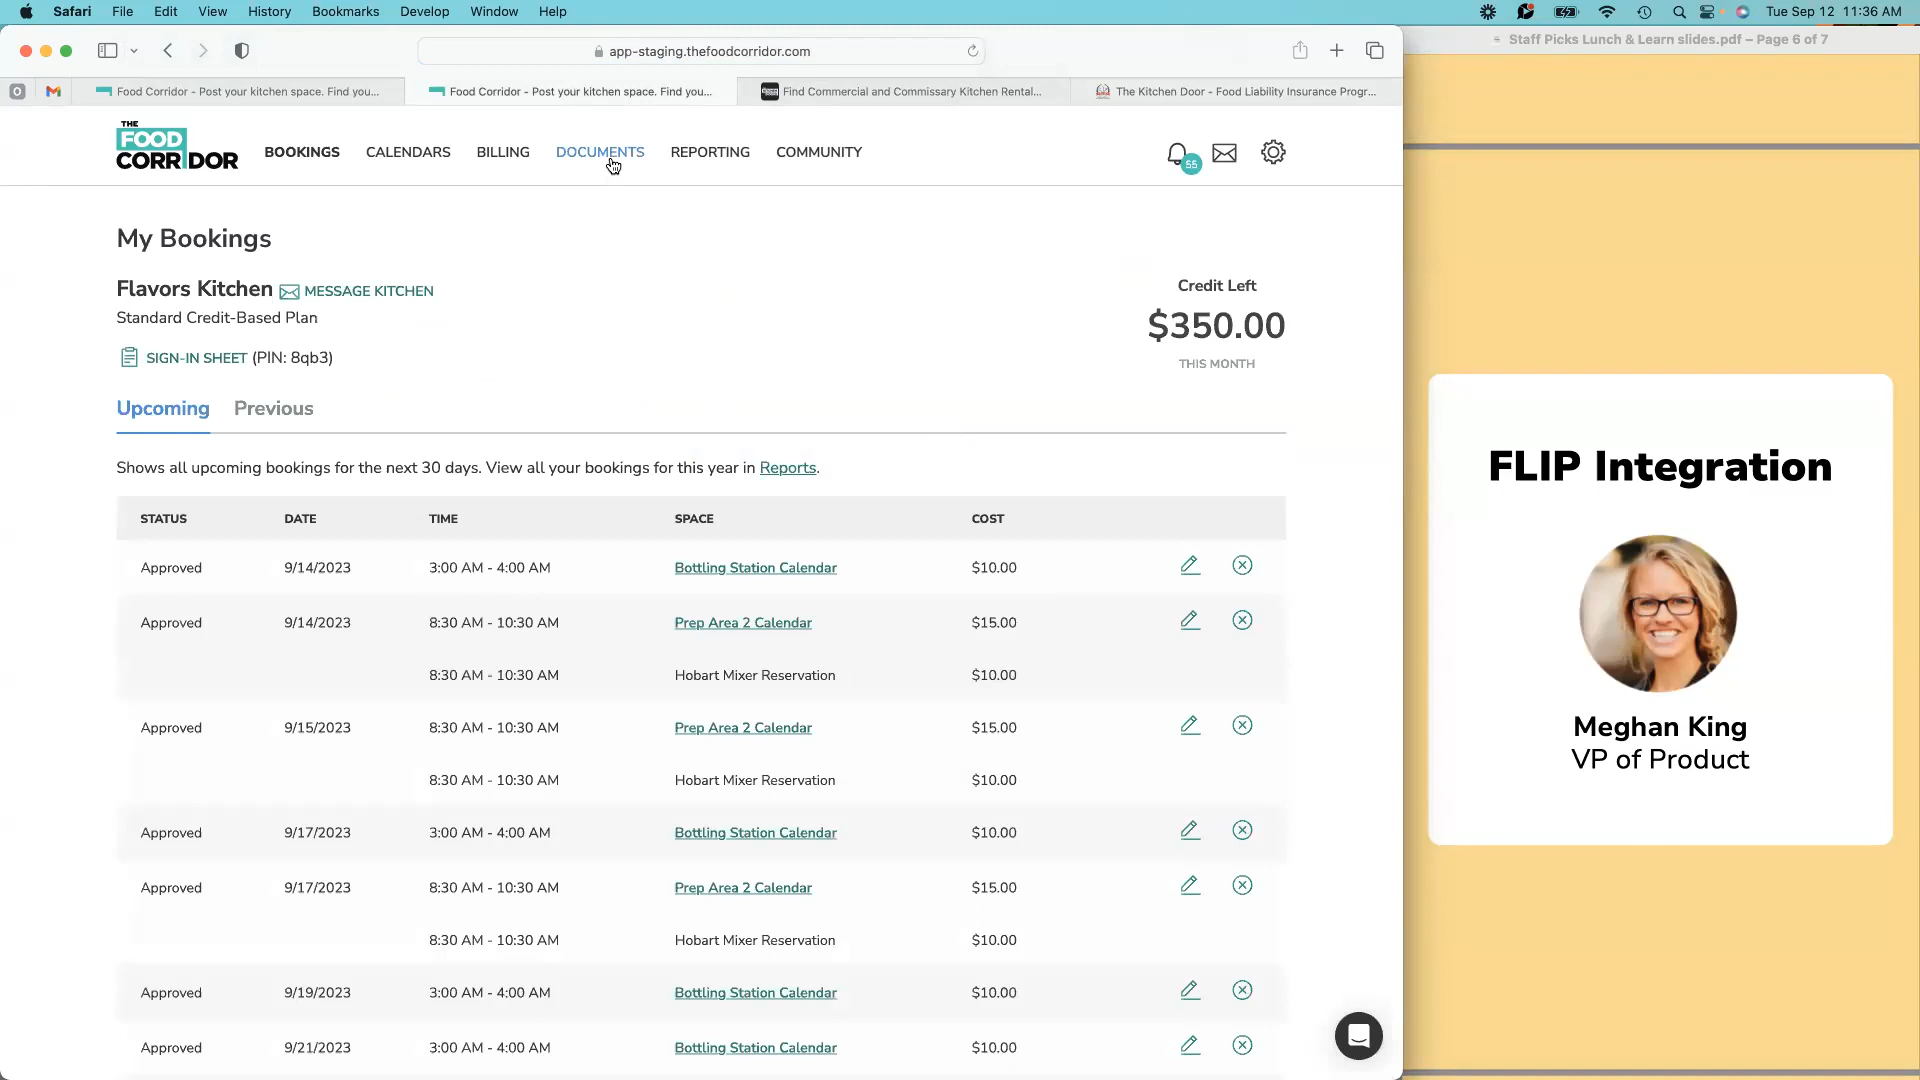 Safari File Edit View History Bookmarks Develop Window Help Tue Sep 12 11:36 AM
Staff Picks Lunch & Learn slides.pdf – Page 6 of 7
app-staging.thefoodcorridor.com
O Food Corridor - Post your kitchen space. Find you... Food Corridor - Post your kitchen space. Find you... Find Commercial and Commissary Kitchen Rental... The Kitchen Door - Food Liability Insurance Progr...
THE
FOOD
CORRIDOR
BOOKINGS CALENDARS BILLING DOCUMENTS REPORTING COMMUNITY 55
My Bookings
Flavors Kitchen MESSAGE KITCHEN
Standard Credit-Based Plan
SIGN-IN SHEET (PIN: 8qb3)
Credit Left
$350.00
THIS MONTH
Upcoming Previous
Shows all upcoming bookings for the next 30 days. View all your bookings for this year in Reports.
STATUS DATE TIME SPACE COST
Approved 9/14/2023 3:00 AM - 4:00 AM Bottling Station Calendar $10.00
Approved 9/14/2023 8:30 AM - 10:30 AM Prep Area 2 Calendar $15.00
8:30 AM - 10:30 AM Hobart Mixer Reservation $10.00
Approved 9/15/2023 8:30 AM - 10:30 AM Prep Area 2 Calendar $15.00
8:30 AM - 10:30 AM Hobart Mixer Reservation $10.00
Approved 9/17/2023 3:00 AM - 4:00 AM Bottling Station Calendar $10.00
Approved 9/17/2023 8:30 AM - 10:30 AM Prep Area 2 Calendar $15.00
8:30 AM - 10:30 AM Hobart Mixer Reservation $10.00
Approved 9/19/2023 3:00 AM - 4:00 AM Bottling Station Calendar $10.00
Approved 9/21/2023 3:00 AM - 4:00 AM Bottling Station Calendar $10.00
FLIP Integration
Meghan King
VP of Product